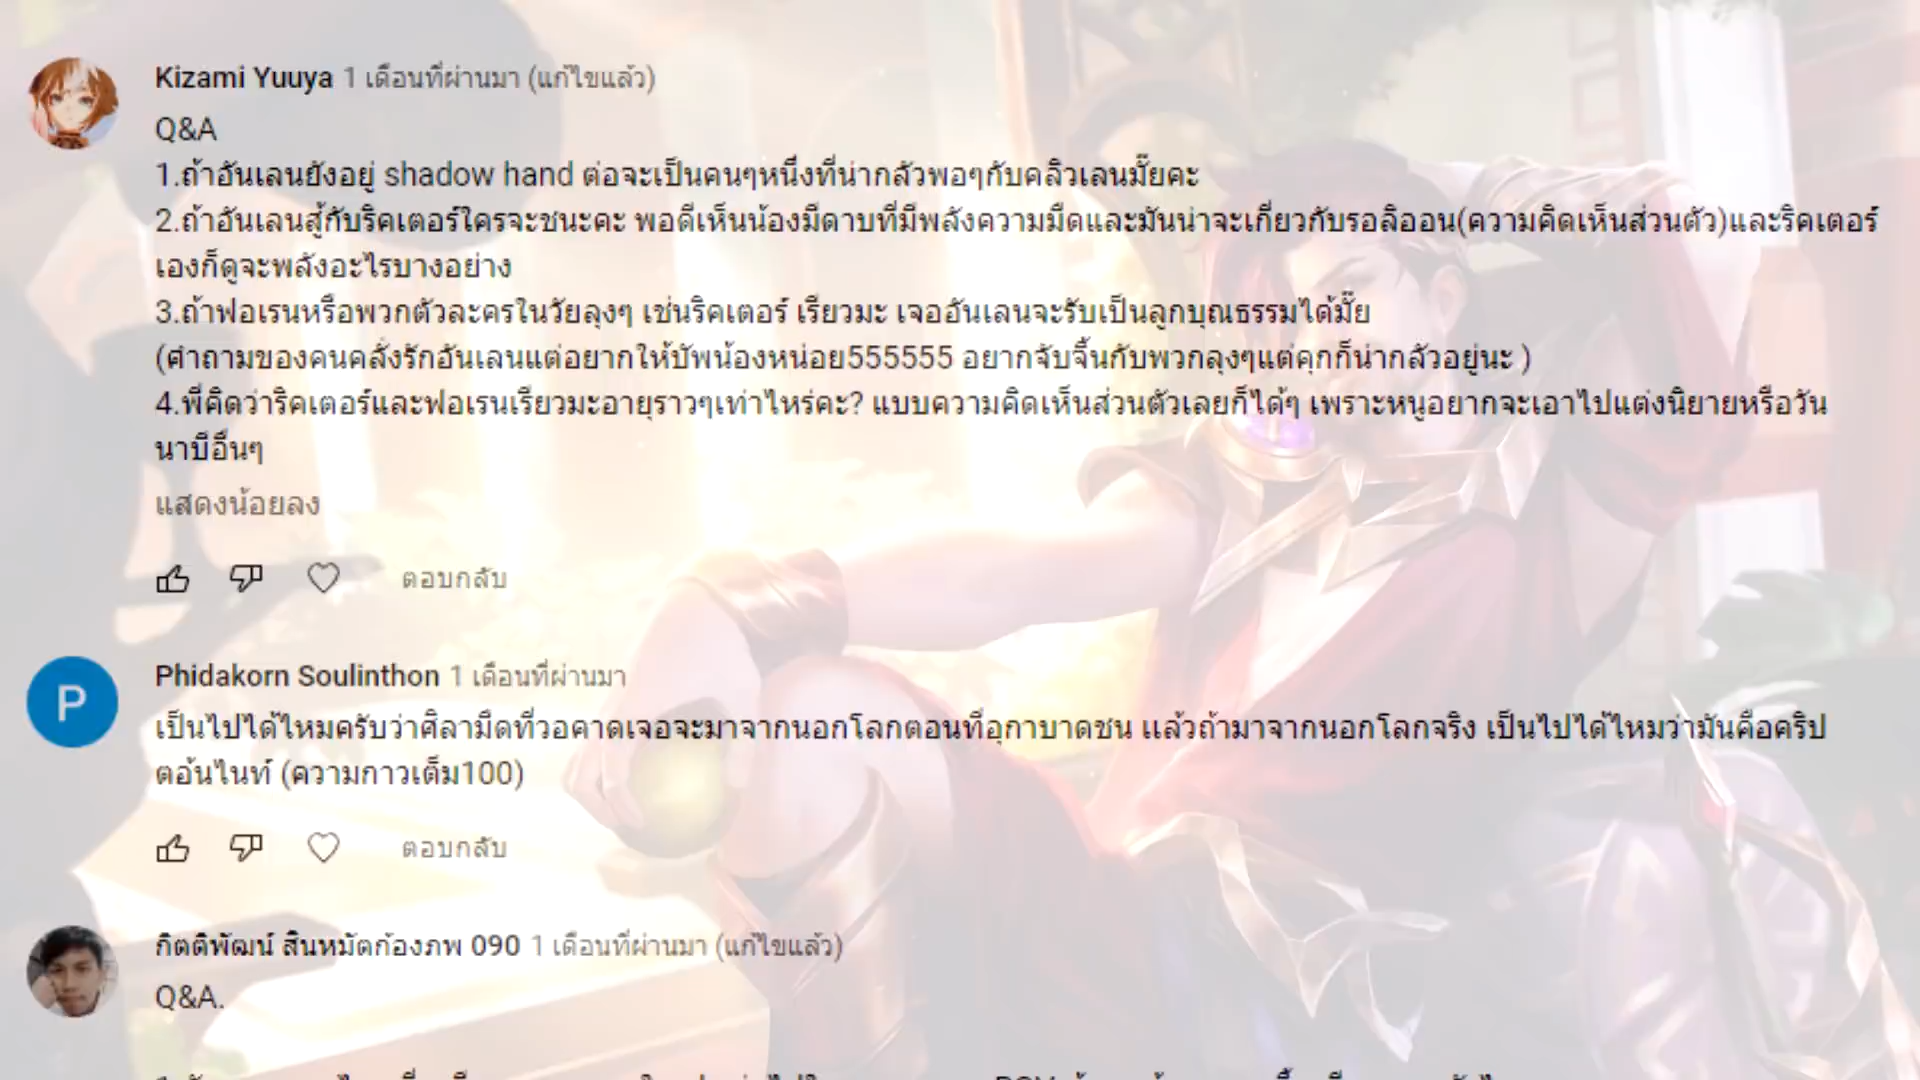 Kizami Yuuya 1 เดือนที่ผ่านมา (แก้ไขแล้ว)
Q&A
1.ถ้าอันเลนยังอยู่ shadow hand ต่อจะเป็นคนๆหนึ่งที่น่ากลัวพอๆกับคลิวเลนมั๊ยคะ
2.ถ้าอันเลนสู้กับริคเตอร์ใครจะชนะคะ พอดีเห็นน้องมีดาบที่มีพลังความมืดและมันน่าจะเกี่ยวกับรอลิออน(ความคิดเห็นส่วนตัว)และริคเตอร์
เองก็ดูจะพลังอะไรบางอย่าง
3.ถ้าฟอเรนหรือพวกตัวละครในวัยลุงๆ เช่นริคเตอร์ เรียวมะ เจออันเลนจะรับเป็นลูกบุณธรรมได้มั๊ย
(คำถามของคนคลั่งรักอันเลนแต่อยากให้บัพน้องหน่อย555555 อยากจับจิ้นกับพวกลุงๆแต่คุกก็น่ากลัวอยู่นะ )
4.พี่คิดว่าริคเตอร์และฟอเรนเรียวมะอายุราวๆเท่าไหร่คะ? แบบความคิดเห็นส่วนตัวเลยก็ได้ๆ เพราะหนูอยากจะเอาไปแต่งนิยายหรือวัน
นาบีอื่นๆ
แสดงน้อยลง
ตอบกลับ
P
Phidakorn Soulinthon 1 เดือนที่ผ่านมา
เป็นไปได้ไหมครับว่าศิลามืดที่วอคาดเจอจะมาจากนอกโลกตอนที่อุกาบาดชน แล้วถ้ามาจากนอกโลกจริง เป็นไปได้ไหมว่ามันคือคริป
ตอ้นไนท์ (ความกาวเต็ม100)
ตอบกลับ
กิตติพัฒน์ สินหมัตก้องภพ 090 1 เดือนที่ผ่านมา (แก้ไขแล้ว)
Q&A.